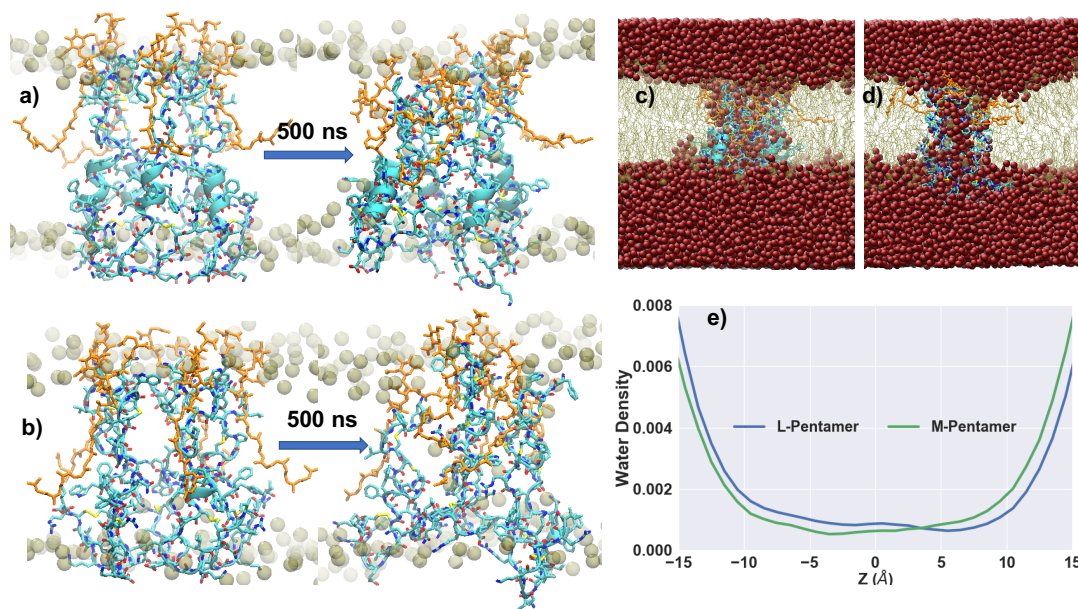 a)
500 ns
b)
500 ns
c)
d)
e)
0.008
0.006
0.004
0.002
0.000
Water Density
L-Pentamer
M-Pentamer
−15
−10
−5
0
5
10
15
Z (Å)